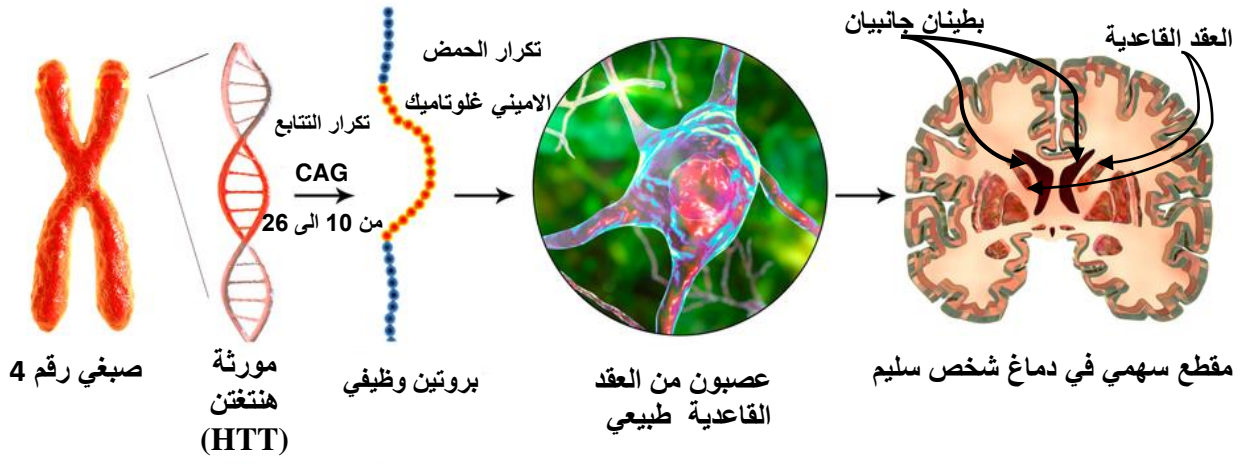 بطينان جانبيان
العقد القاعدية
تكرار الحمض
الاميني غلوتاميك
تكرار التتابع
CAG
من 10 الى 26
صبغي رقم 4
مورثة
هنتغتن
(HTT)
بروتين وظيفي
عصبون من العقد
القاعدية طبيعي
مقطع سهمي في دماغ شخص سليم